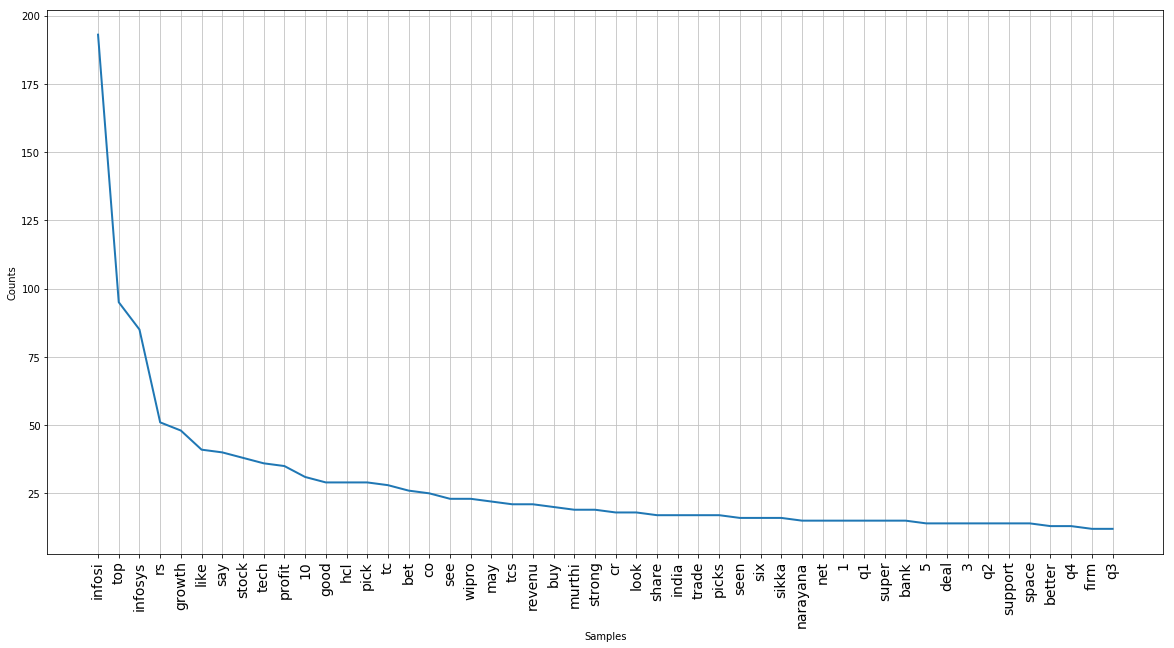 200
175
150
125
100
75
50
25
Counts
infosi
top
infosys
rs
growth
like
say
stock
tech
profit
10
good
hcl
pick
tc
bet
co
see
wipro
may
tcs
revenu
buy
murthi
strong
cr
look
share
india
trade
picks
seen
six
sikka
narayana
net
1
q1
super
bank
5
deal
3
q2
support
space
better
q4
firm
q3
Samples